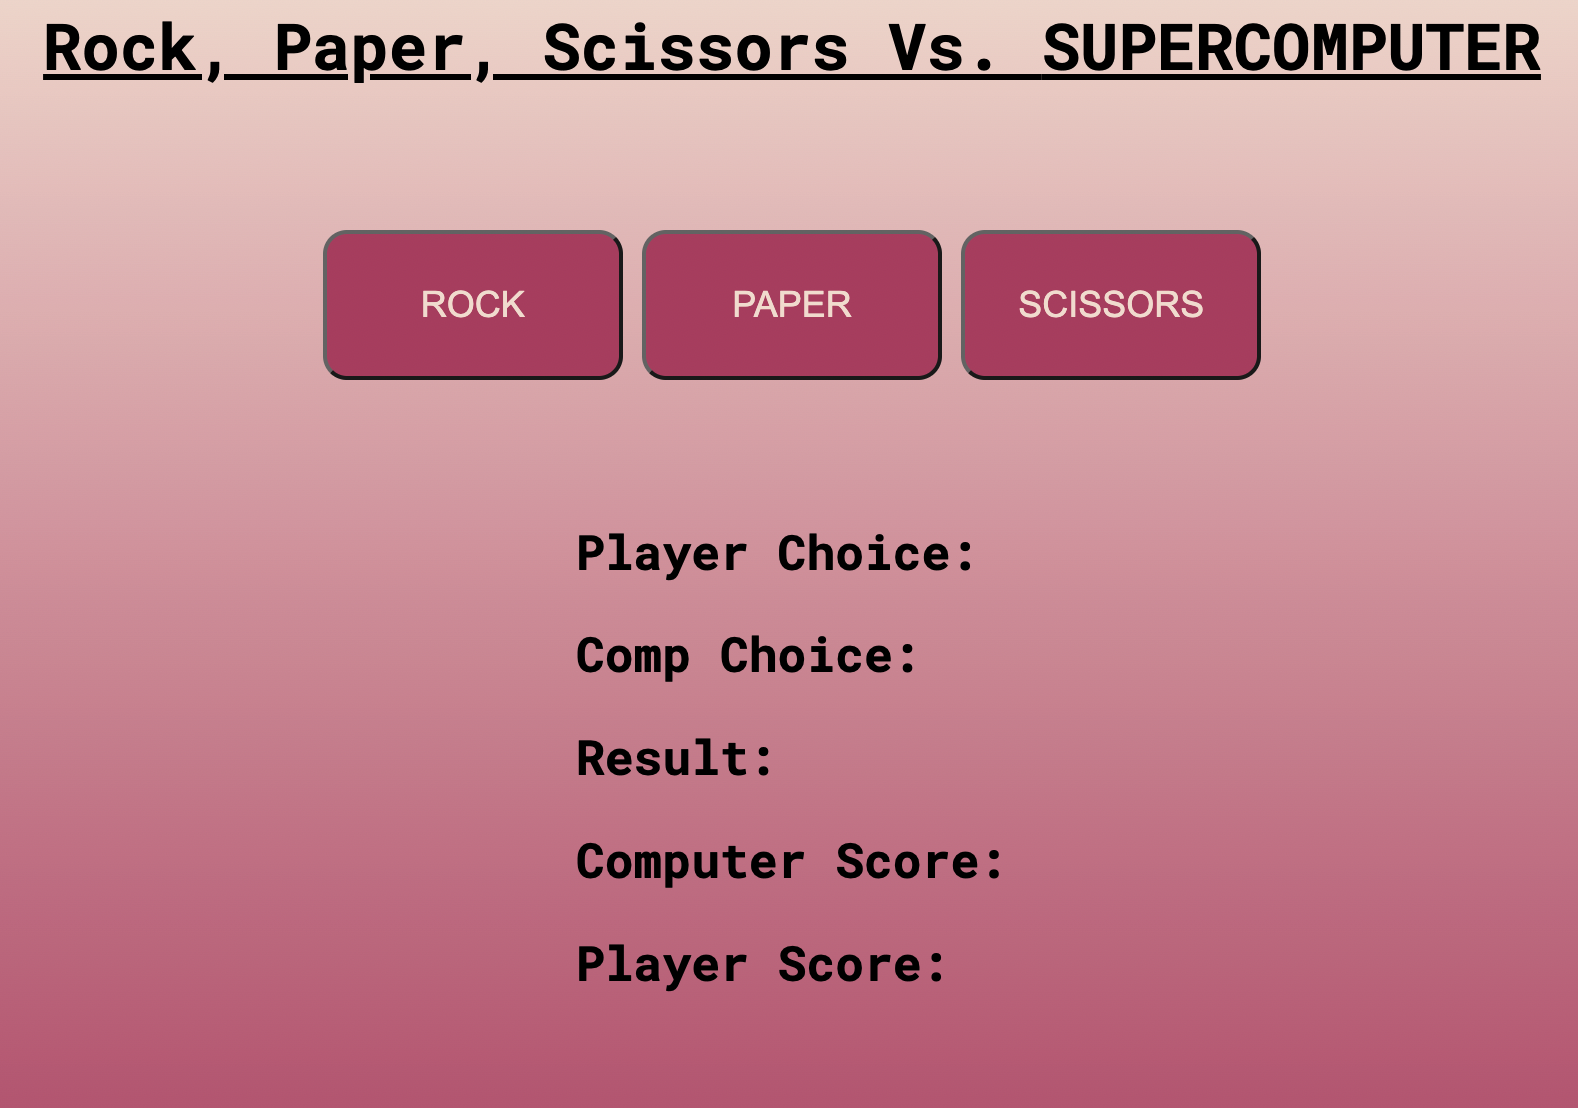 Rock, Paper, Scissors Vs. SUPERCOMPUTER
ROCK PAPER SCISSORS
Player Choice:
Comp Choice:
Result:
Computer Score:
Player Score: